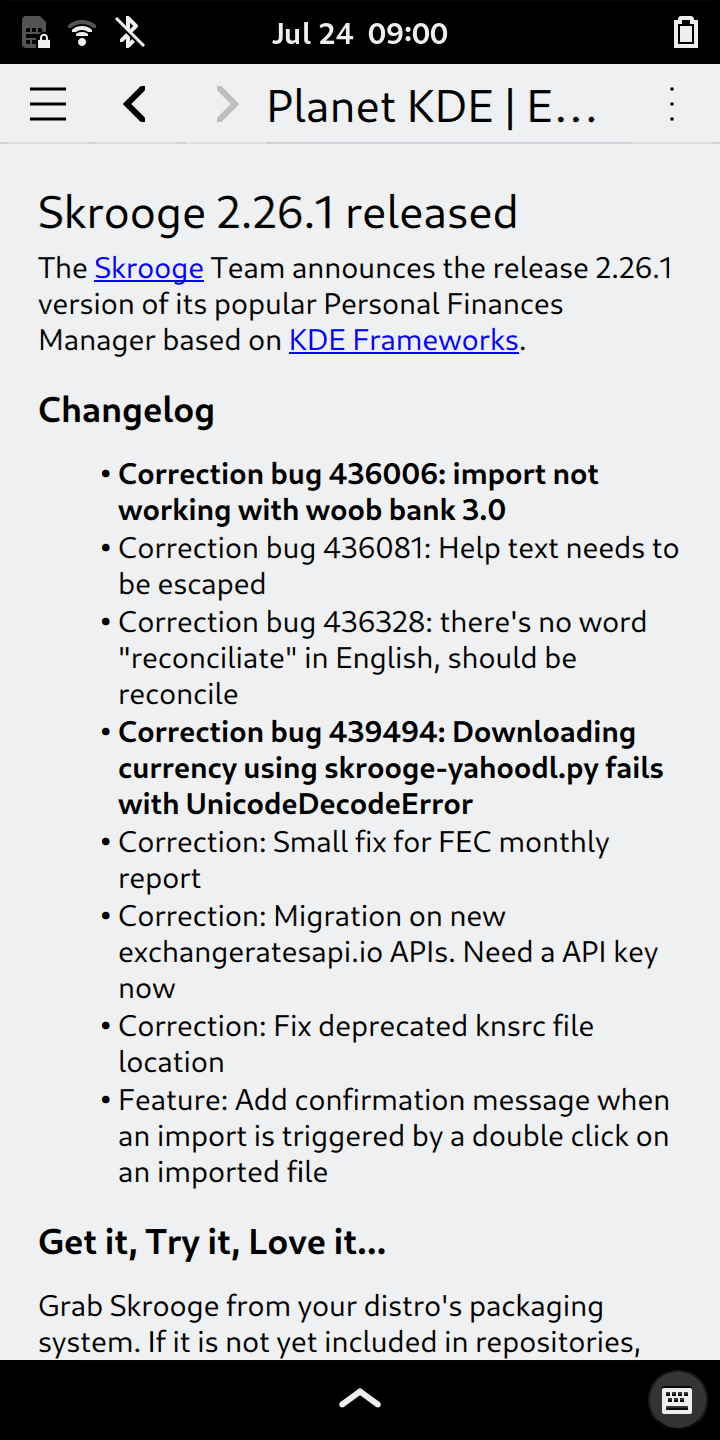 Jul 24 09:00
Planet KDE | E...
Skrooge 2.26.1 released
The Skrooge Team announces the release 2.26.1
version of its popular Personal Finances
Manager based on KDE Frameworks.
Changelog
• Correction bug 436006: import not
working with woob bank 3.0
• Correction bug 436081: Help text needs to
be escaped
• Correction bug 436328: there's no word
"reconciliate" in English, should be
reconcile
• Correction bug 439494: Downloading
currency using skrooge-yahoodl.py fails
with UnicodeDecodeError
• Correction: Small fix for FEC monthly
report
• Correction: Migration on new
exchangeratesapi.io APIs. Need a API key
now
• Correction: Fix deprecated knsrc file
location
• Feature: Add confirmation message when
an import is triggered by a double click on
an imported file
Get it, Try it, Love it...
Grab Skrooge from your distro's packaging
system. If it is not yet included in repositories,